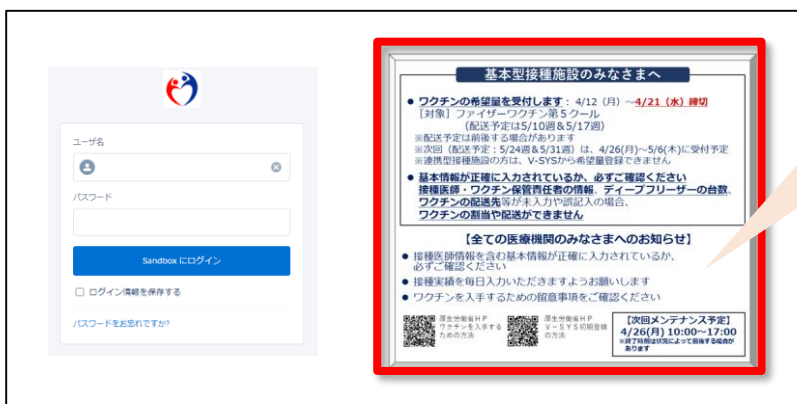 ユーザ名
パスワード
Sandbox にログイン
ログイン情報を保存する
パスワードをお忘れですか?
基本型接種施設のみなさまへ
● ワクチンの希望量を受付します：4/12（月）～4/21（水）締切
［対象］ファイザーワクチン第５クール
（配送予定は5/10週＆5/17週）
※配送予定は前後する場合があります
※次回（配送予定：5/24週＆5/31週）は、4/26(月)～5/6(木)に受付予定
※連携型接種施設の方は、V-SYSから希望量登録できません
● 基本情報が正確に入力されているか、必ずご確認ください
接種医師・ワクチン保管責任者の情報、ディープフリーザーの台数、
ワクチンの配送先等が未入力や誤記入の場合、
ワクチンの割当や配送ができません
【全ての医療機関のみなさまへのお知らせ】
● 接種医師情報を含む基本情報が正確に入力されているか、
必ずご確認ください
● 接種実績を毎日入力いただきますようお願いします
● ワクチンを入手するための留意事項をご確認ください
厚生労働省ＨＰ
ワクチンを入手する
ための方法
厚生労働省ＨＰ
Ｖ－ＳＹＳ初期登録
の方法
【次回メンテナンス予定】
4/26(月) 10:00～17:00
※終了時間は状況によって前後する場合が
あります